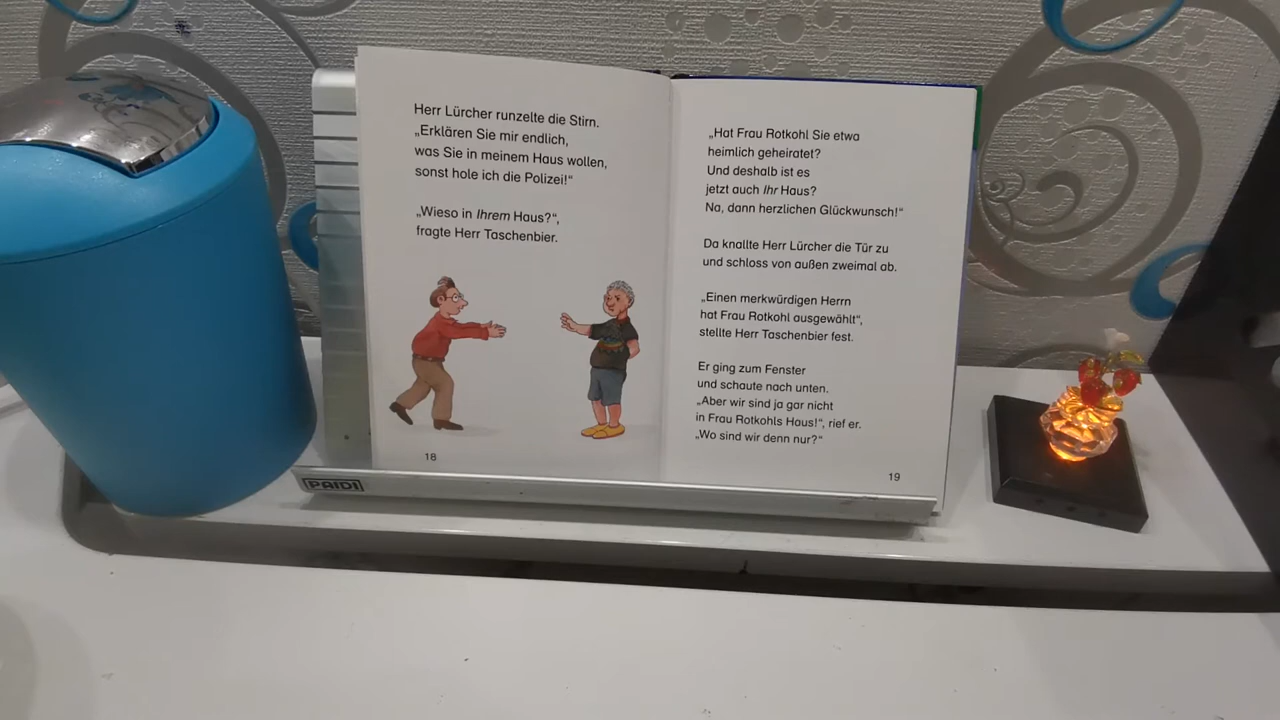 Herr Lürcher runzelte die Stirn.
„Erklären Sie mir endlich,
was Sie in meinem Haus wollen,
sonst hole ich die Polizei!“
„Wieso in Ihrem Haus?“,
fragte Herr Taschenbier.
18
„Hat Frau Rotkohl Sie etwa
heimlich geheiratet?
Und deshalb ist es
jetzt auch Ihr Haus?
Na, dann herzlichen Glückwunsch!“
Da knallte Herr Lürcher die Tür zu
und schloss von außen zweimal ab.
„Einen merkwürdigen Herrn
hat Frau Rotkohl ausgewählt“,
stellte Herr Taschenbier fest.
Er ging zum Fenster
und schaute nach unten.
„Aber wir sind ja gar nicht
in Frau Rotkohls Haus!“, rief er.
„Wo sind wir denn nur?“
19
PAIDI